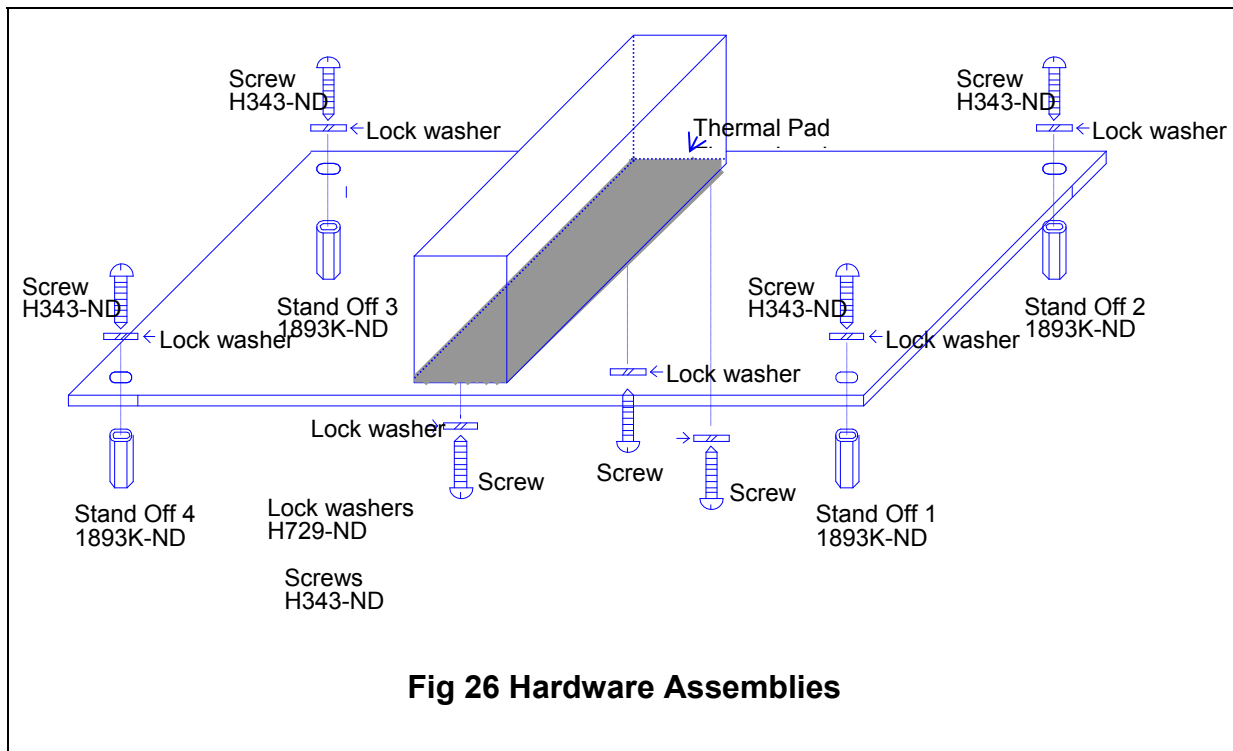 Screw
H343-ND
Lock washer
Thermal Pad
Screw
H343-ND
Lock washer
Screw
H343-ND
Lock washer
Stand Off 3
1893K-ND
Screw
H343-ND
Lock washer
Stand Off 2
1893K-ND
Lock washer
Lock washer
Screw
Screw
Screw
Stand Off 4
1893K-ND
Lock washers
H729-ND
Stand Off 1
1893K-ND
Screws
H343-ND
Fig 26 Hardware Assemblies